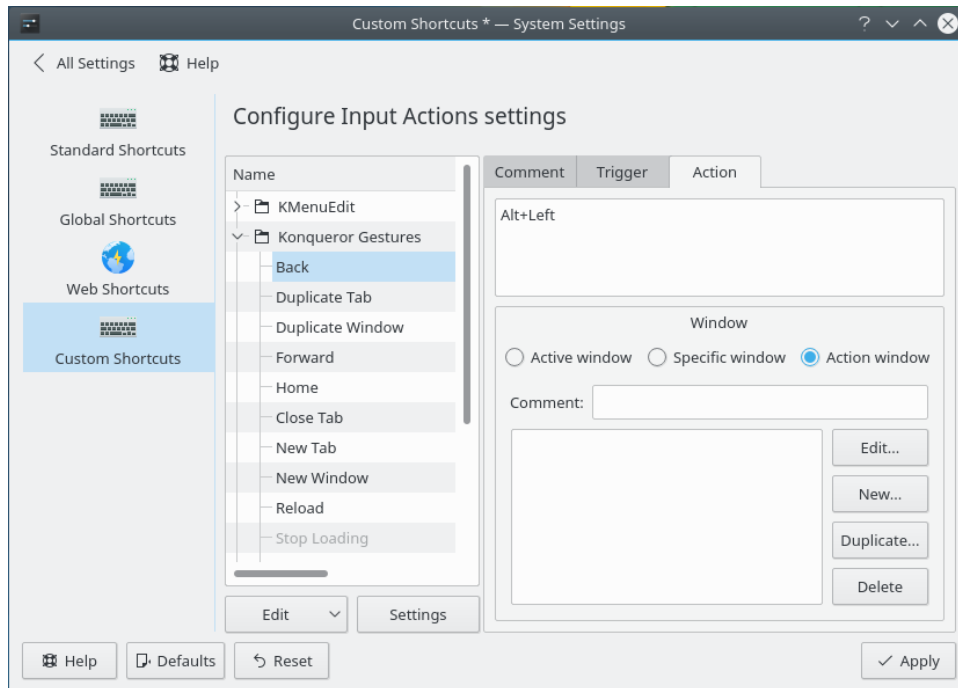 Custom Shortcuts * — System Settings
All Settings Help
Standard Shortcuts
Global Shortcuts
Web Shortcuts
Custom Shortcuts
Configure Input Actions settings
Name
KMenuEdit
Konqueror Gestures
Back
Duplicate Tab
Duplicate Window
Forward
Home
Close Tab
New Tab
New Window
Reload
Stop Loading
Edit Settings
Comment Trigger Action
Alt+Left
Window
Active window Specific window Action window
Comment:
Edit...
New...
Duplicate...
Delete
Help Defaults Reset Apply